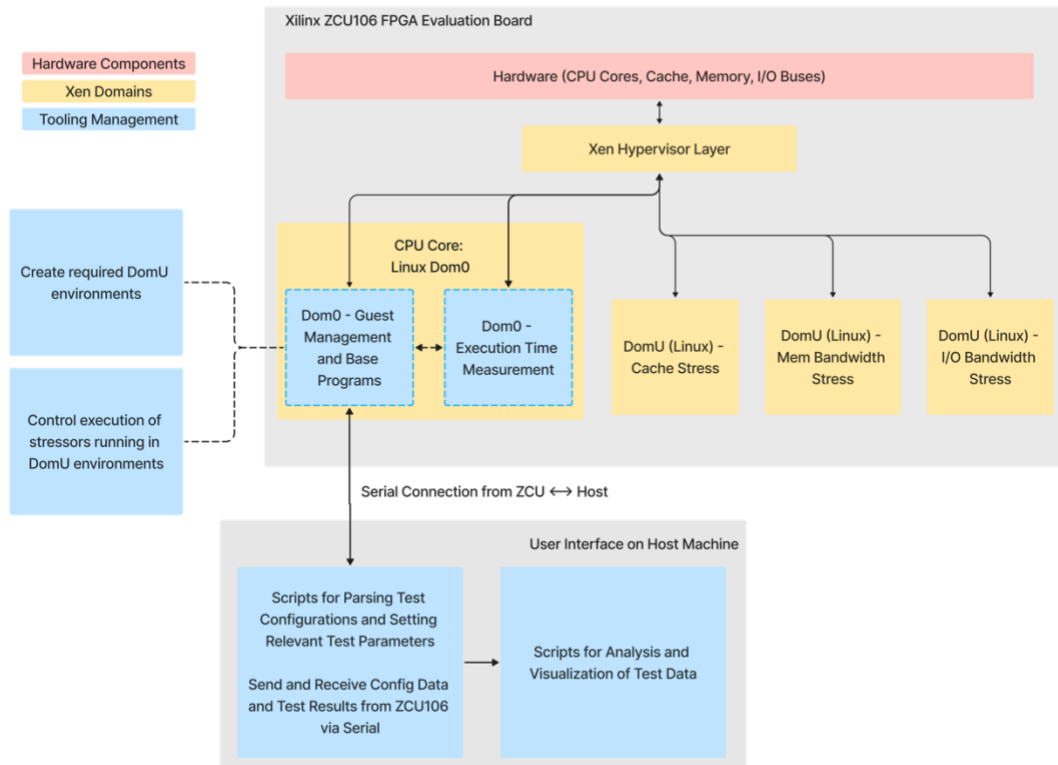 Xilinx ZCU106 FPGA Evaluation Board
Hardware Components
Xen Domains
Tooling Management
Hardware (CPU Cores, Cache, Memory, I/O Buses)
Xen Hypervisor Layer
Create required DomU
environments
Control execution of
stressors running in
DomU environments
CPU Core:
Linux Dom0
Dom0 - Guest
Management
and Base
Programs
Dom0 -
Execution Time
Measurement
DomU (Linux) -
Cache Stress
DomU (Linux) -
Mem Bandwidth
Stress
DomU (Linux) -
I/O Bandwidth
Stress
Serial Connection from ZCU ⟷ Host
User Interface on Host Machine
Scripts for Parsing Test
Configurations and Setting
Relevant Test Parameters
Send and Receive Config Data
and Test Results from ZCU106
via Serial
Scripts for Analysis and
Visualization of Test Data